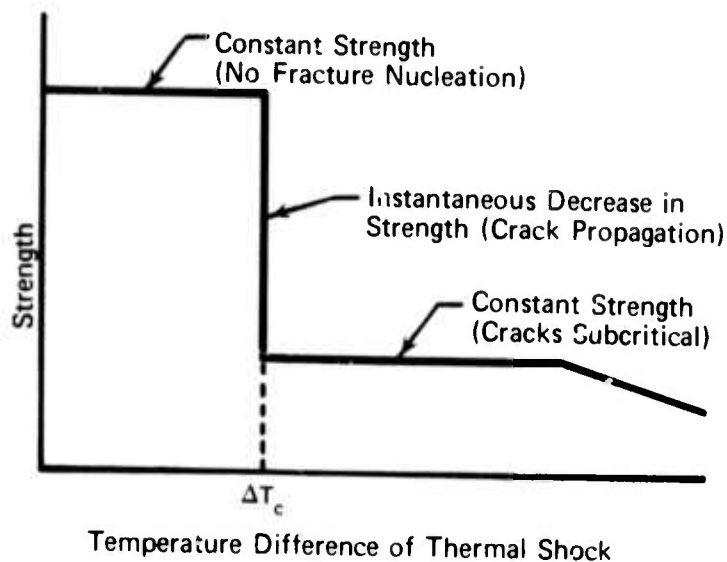 Constant Strength
(No Fracture Nucleation)
Instantaneous Decrease in
Strength (Crack Propagation)
Constant Strength
(Cracks Subcritical)
Strength
ΔT_c
Temperature Difference of Thermal Shock